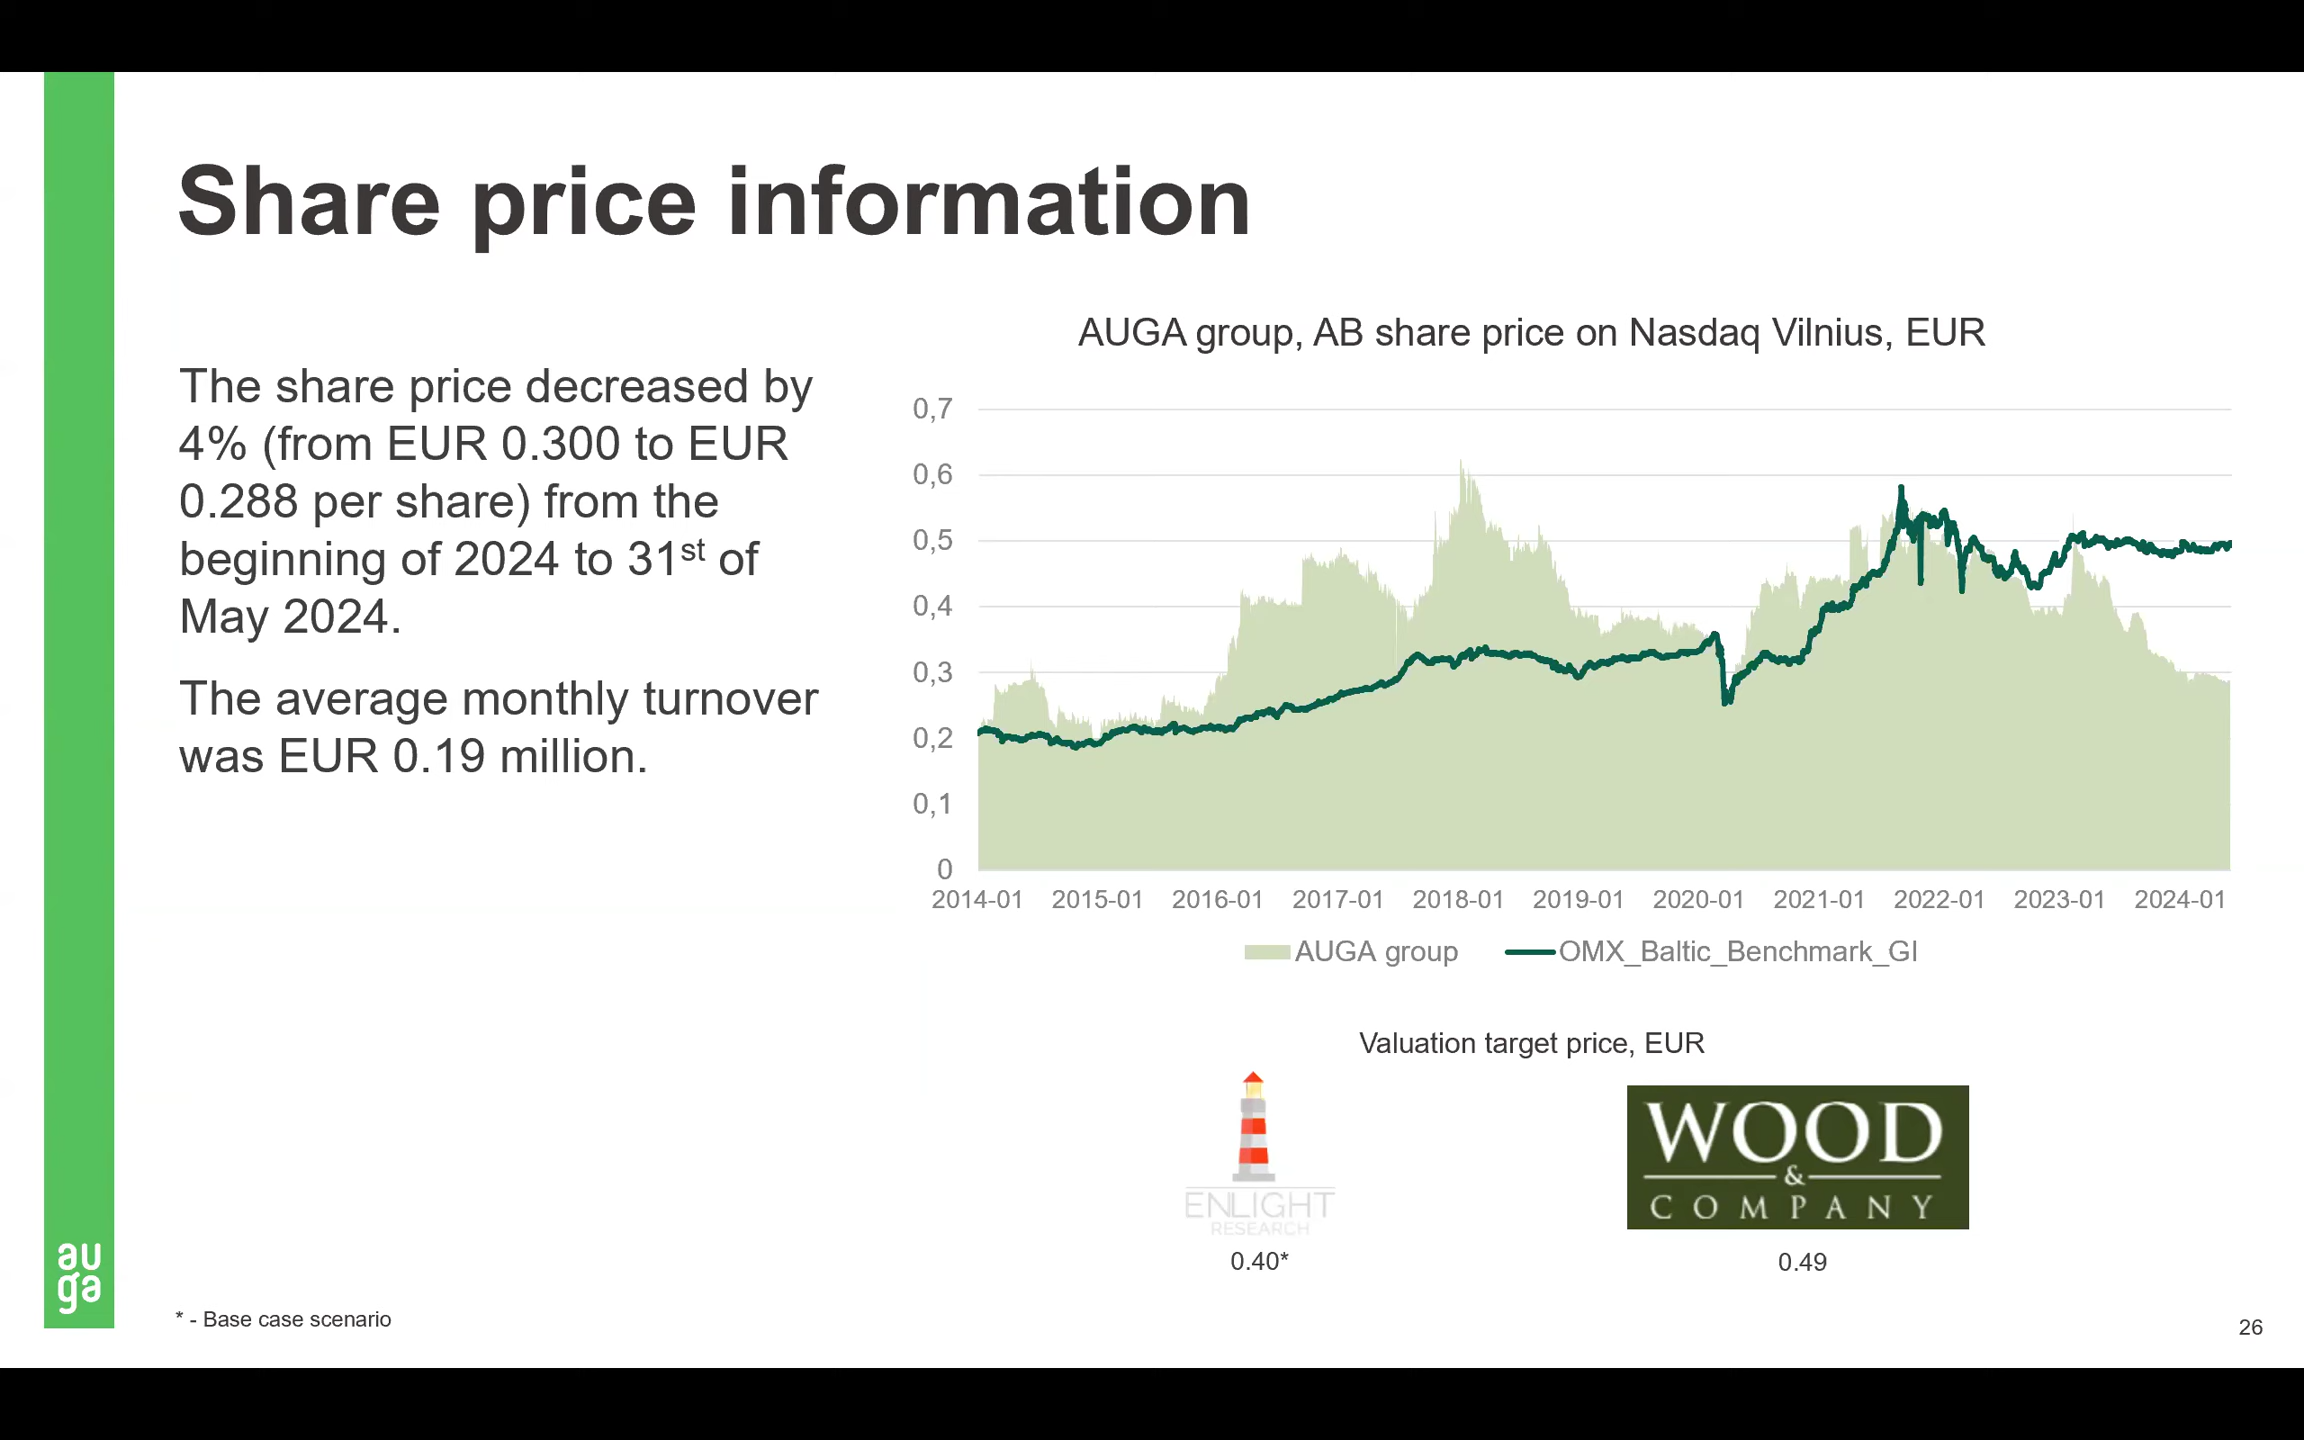 Share price information
The share price decreased by
4% (from EUR 0.300 to EUR
0.288 per share) from the
beginning of 2024 to 31st of
May 2024.
The average monthly turnover
was EUR 0.19 million.
AUGA group, AB share price on Nasdaq Vilnius, EUR
0,7
0,6
0,5
0,4
0,3
0,2
0,1
0
2014-01 2015-01 2016-01 2017-01 2018-01 2019-01 2020-01 2021-01 2022-01 2023-01 2024-01
AUGA group OMX_Baltic_Benchmark_GI
Valuation target price, EUR
ENLIGHT
RESEARCH
0.40*
WOOD
&
COMPANY
0.49
au
ga
* - Base case scenario
26